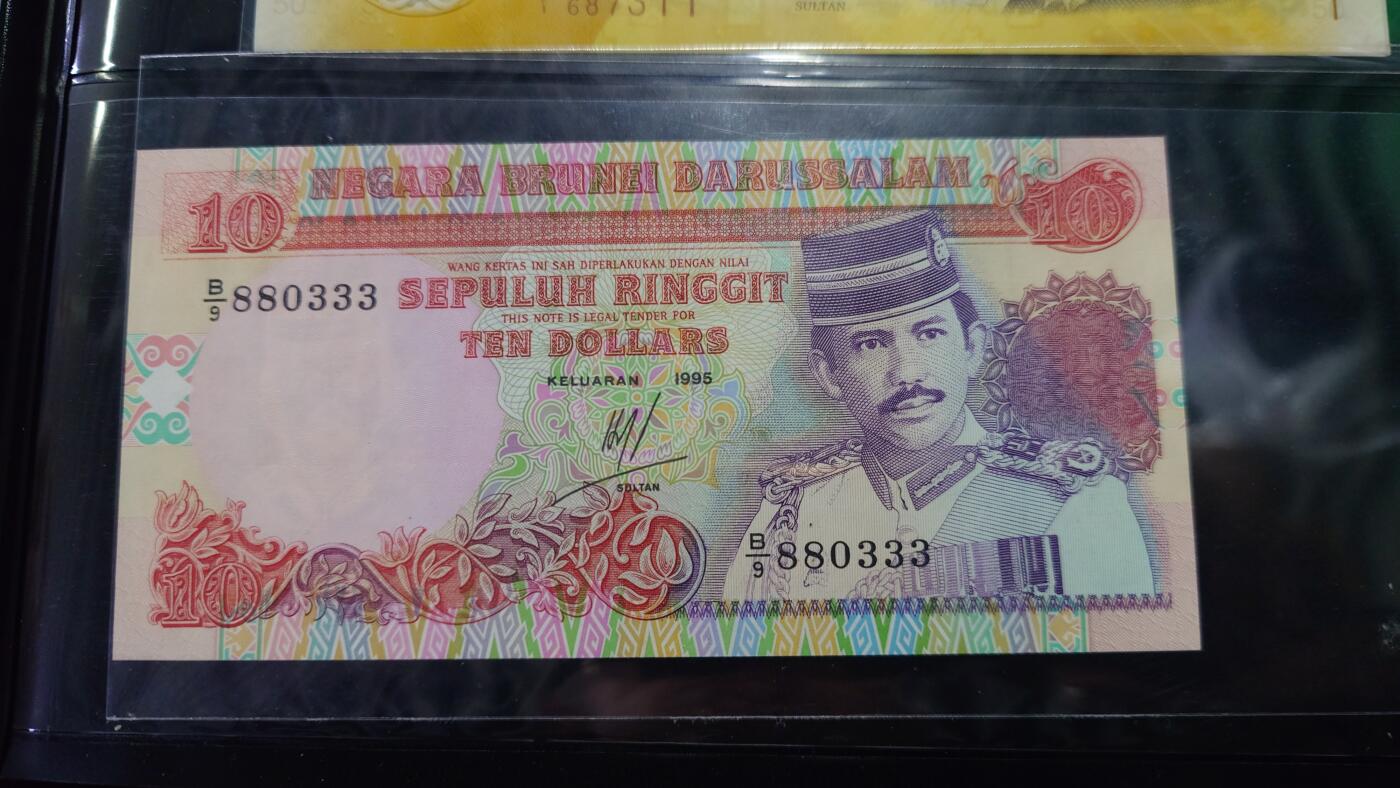 687311
SULTAN
NEGARA BRUNEI DARUSSALAM
10
10
WANG KERTAS INI SAH DIPERLAKUKAN DENGAN NILAI
B/9 880333
SEPULUH RINGGIT
THIS NOTE IS LEGAL TENDER FOR
TEN DOLLARS
KELUARAN 1995
SULTAN
B/9 880333
10